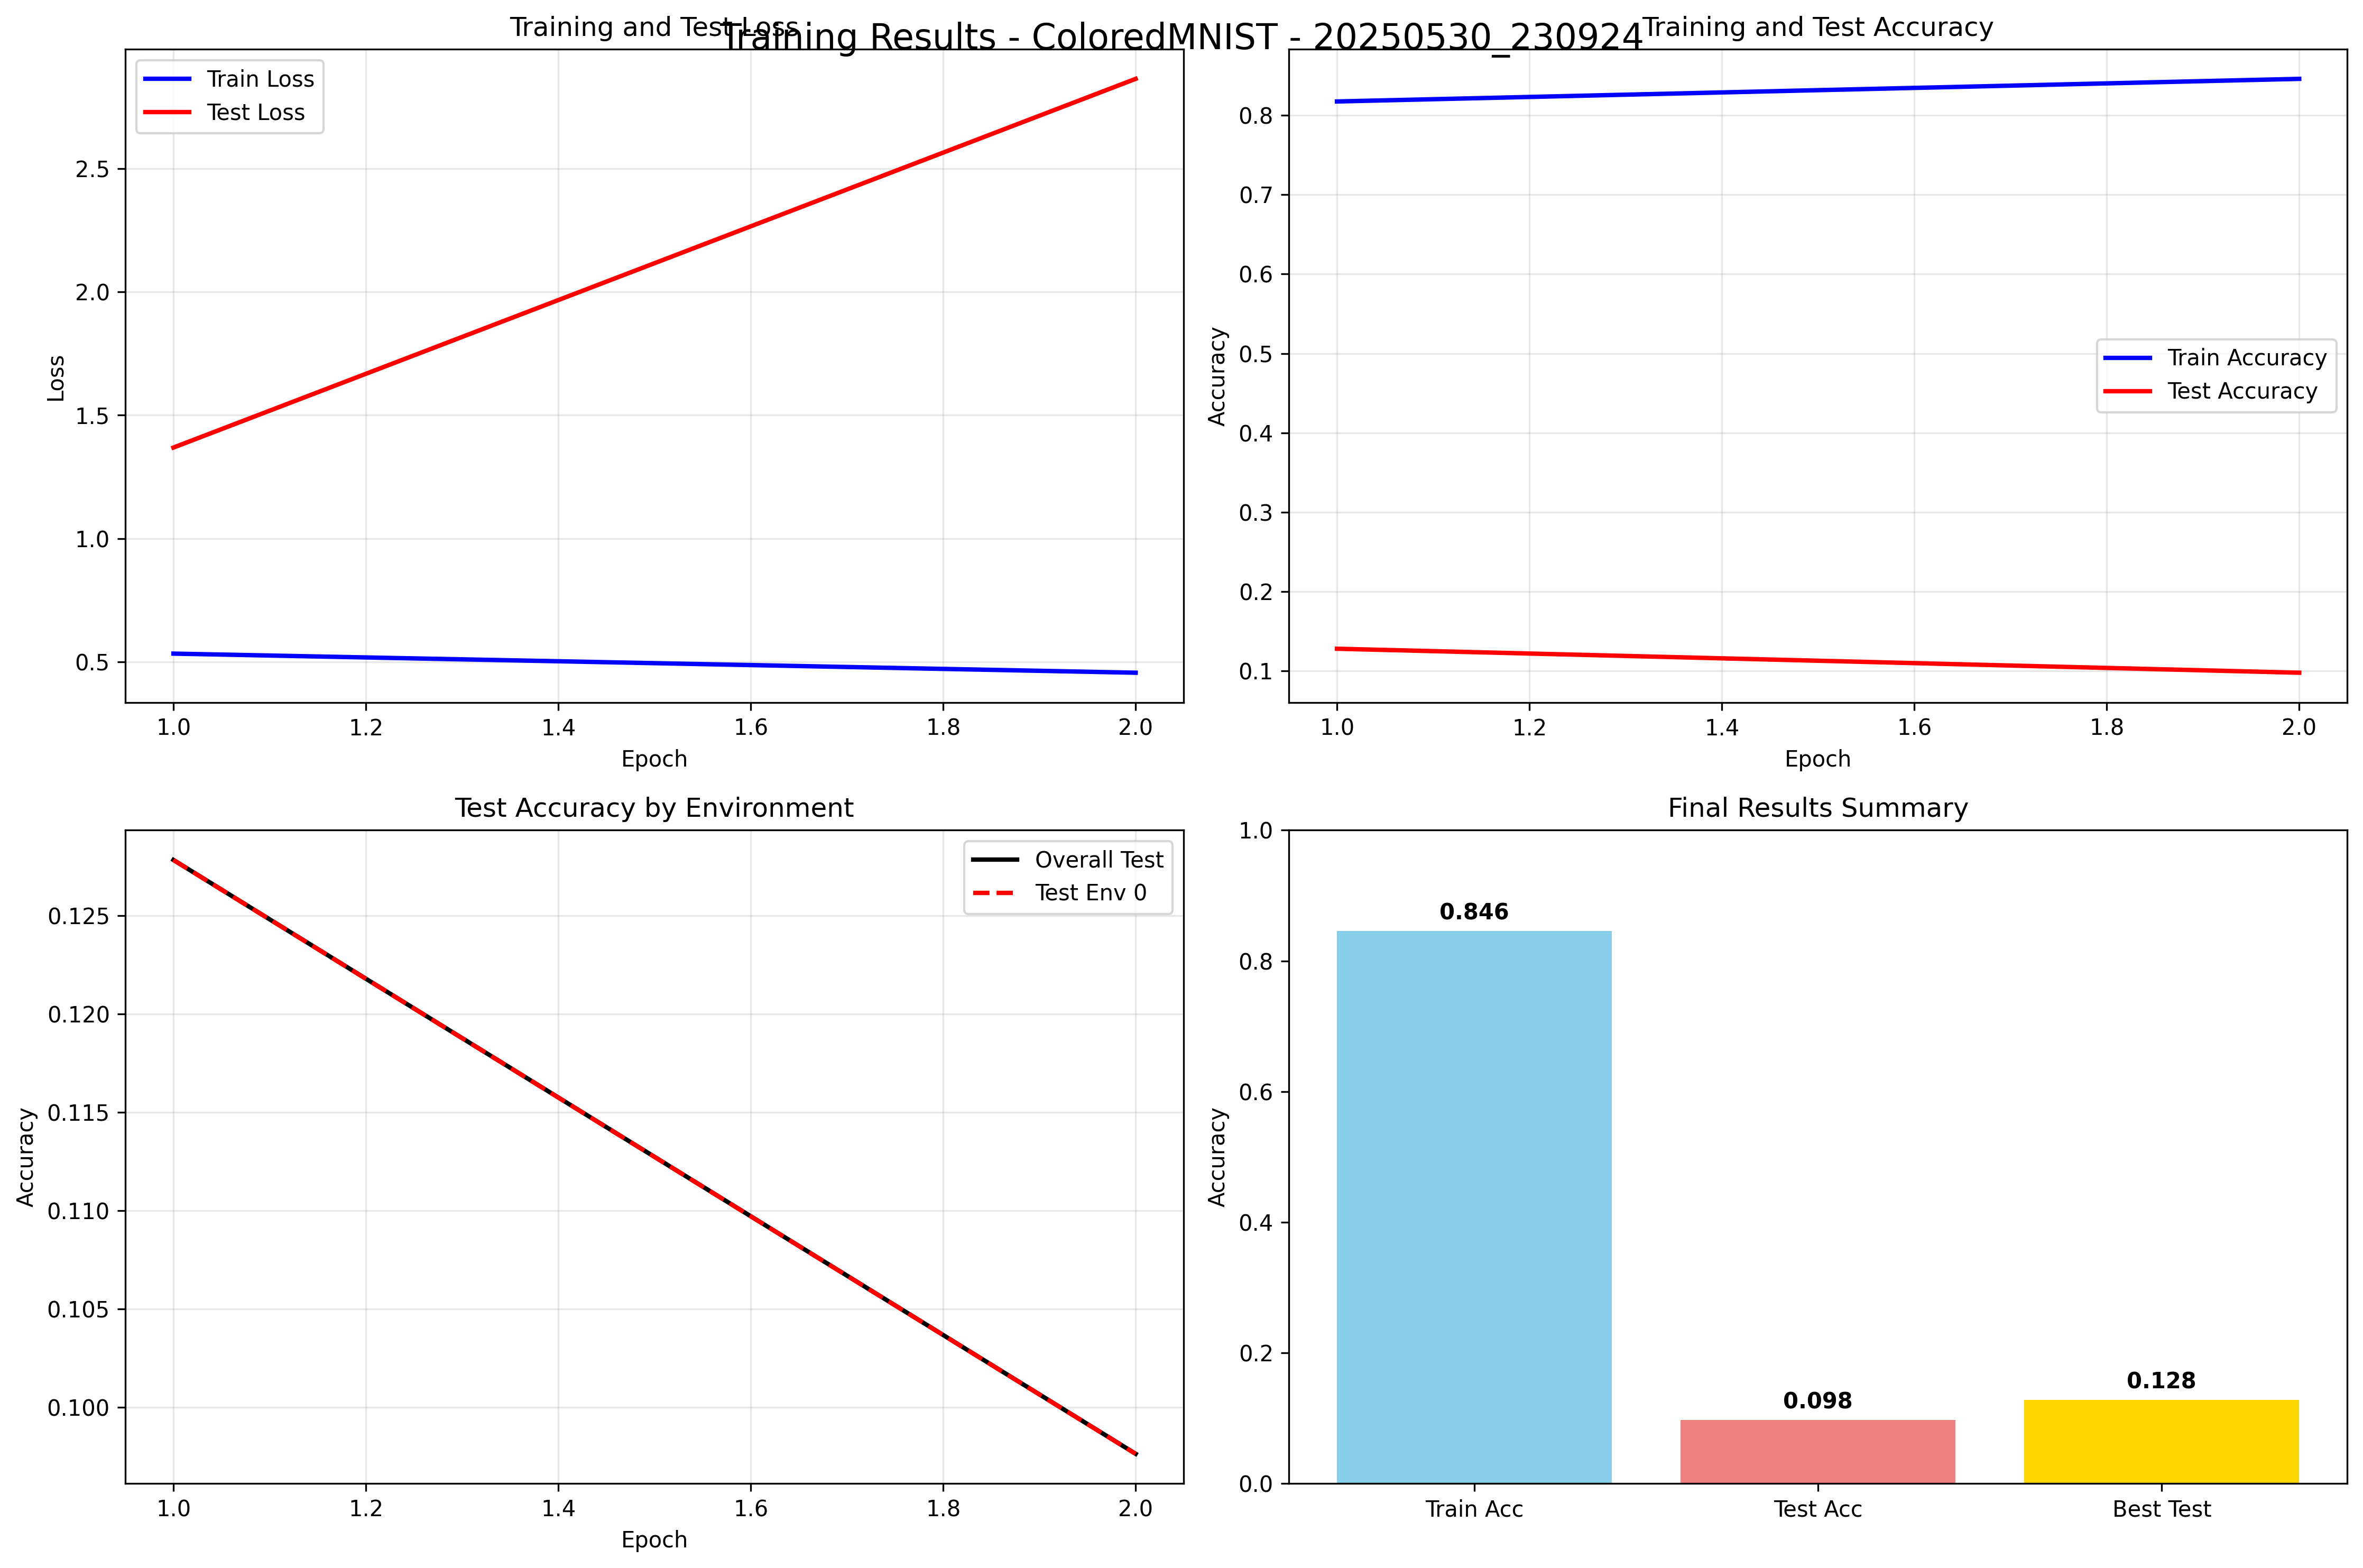 Training Results - ColoredMNIST - 20250530_230924
Training and Test Loss
Train Loss
Test Loss
Loss
2.5
2.0
1.5
1.0
0.5
1.0 1.2 1.4 1.6 1.8 2.0
Epoch
Training and Test Accuracy
Train Accuracy
Test Accuracy
Accuracy
0.8
0.7
0.6
0.5
0.4
0.3
0.2
0.1
1.0 1.2 1.4 1.6 1.8 2.0
Epoch
Test Accuracy by Environment
Overall Test
Test Env 0
Accuracy
0.125
0.120
0.115
0.110
0.105
0.100
1.0 1.2 1.4 1.6 1.8 2.0
Epoch
Final Results Summary
Accuracy
1.0
0.8
0.6
0.4
0.2
0.0
0.846
0.098
0.128
Train Acc Test Acc Best Test